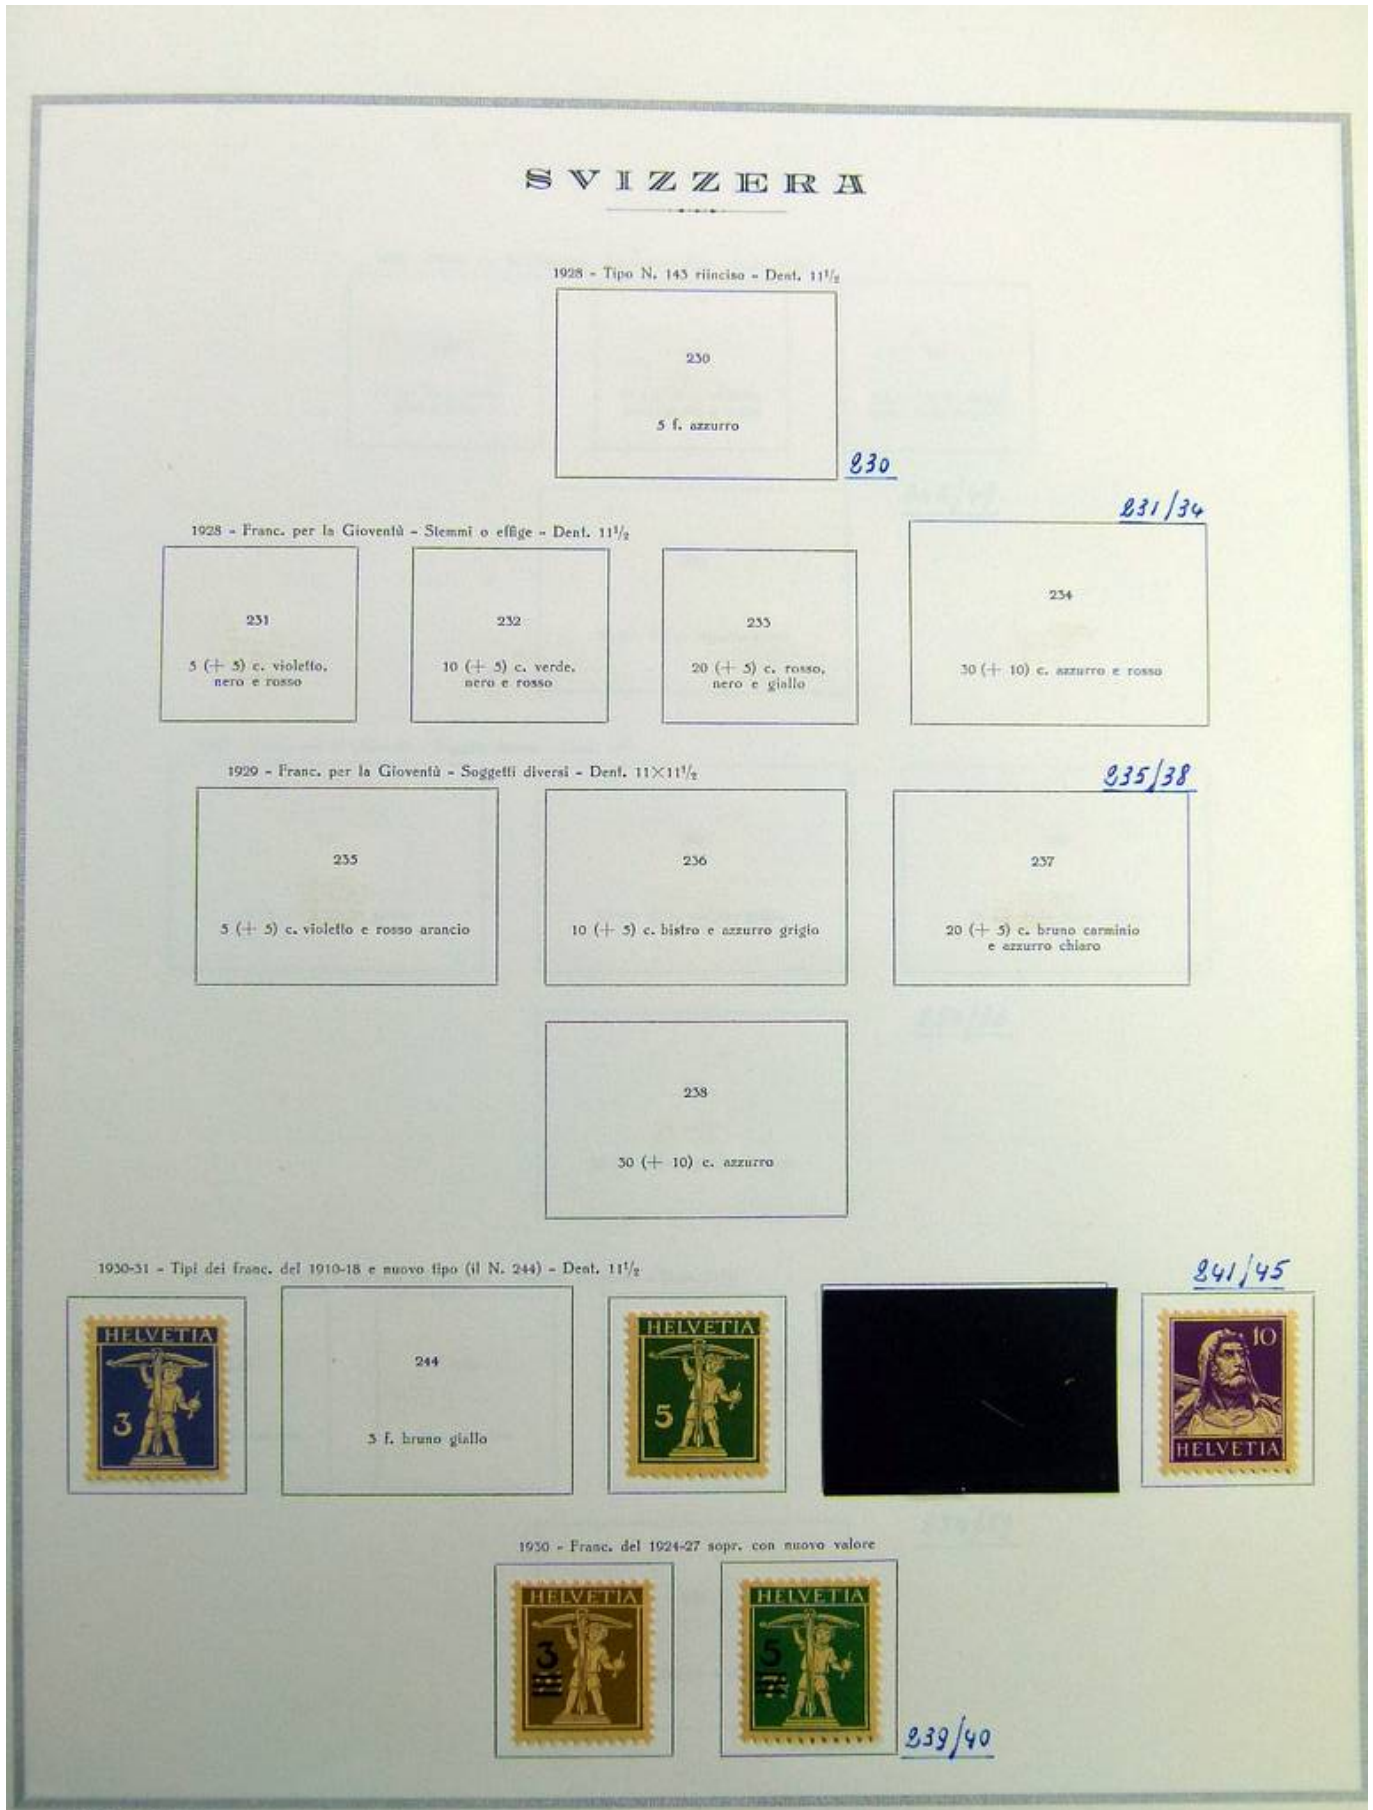 SVIZZERA
1928 - Tipo N. 143 riinciso - Dent. 11½
230
5 f. azzurro
230
231/34
1928 - Franc. per la Gioventù - Stemmi o effige - Dent. 11½
231
5 (+ 5) c. violetto,
nero e rosso
232
10 (+ 5) c. verde,
nero e rosso
233
20 (+ 5) c. rosso,
nero e giallo
234
30 (+ 10) c. azzurro e rosso
1929 - Franc. per la Gioventù - Soggetti diversi - Dent. 11×11½
235/38
235
5 (+ 5) c. violetto e rosso arancio
236
10 (+ 5) c. bistro e azzurro grigio
237
20 (+ 5) c. bruno carminio
e azzurro chiaro
238
30 (+ 10) c. azzurro
1930-31 - Tipi dei franc. del 1910-18 e nuovo tipo (il N. 244) - Dent. 11½
241/45
HELVETIA
3
244
3 f. bruno giallo
HELVETIA
5
10
HELVETIA
1930 - Franc. del 1924-27 sopr. con nuovo valore
HELVETIA
3
HELVETIA
5
239/40